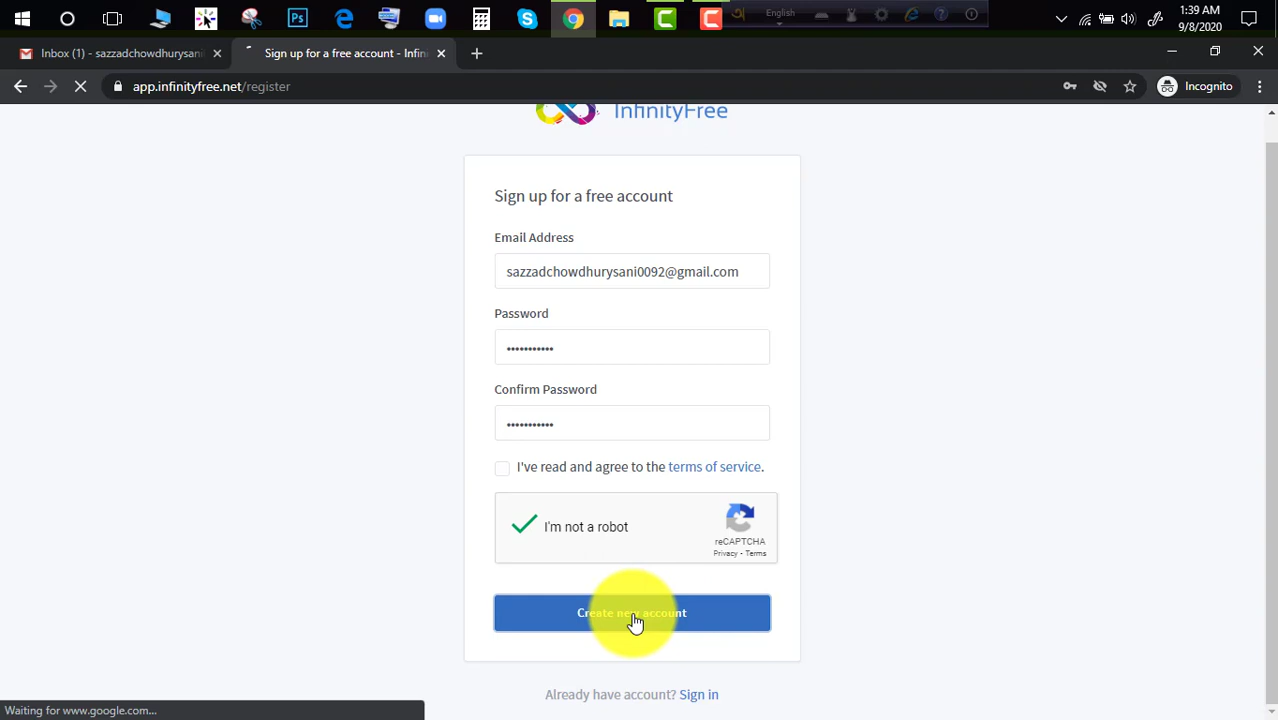 English
1:39 AM
9/8/2020
Inbox (1) - sazzadchowdhurysani
Sign up for a free account - Infin
app.infinityfree.net/register
Incognito
InfinityFree
Sign up for a free account
Email Address
sazzadchowdhurysani0092@gmail.com
Password
•••••••••••
Confirm Password
•••••••••••
I've read and agree to the terms of service.
I'm not a robot
reCAPTCHA
Privacy - Terms
Create new account
Already have account? Sign in
Waiting for www.google.com...